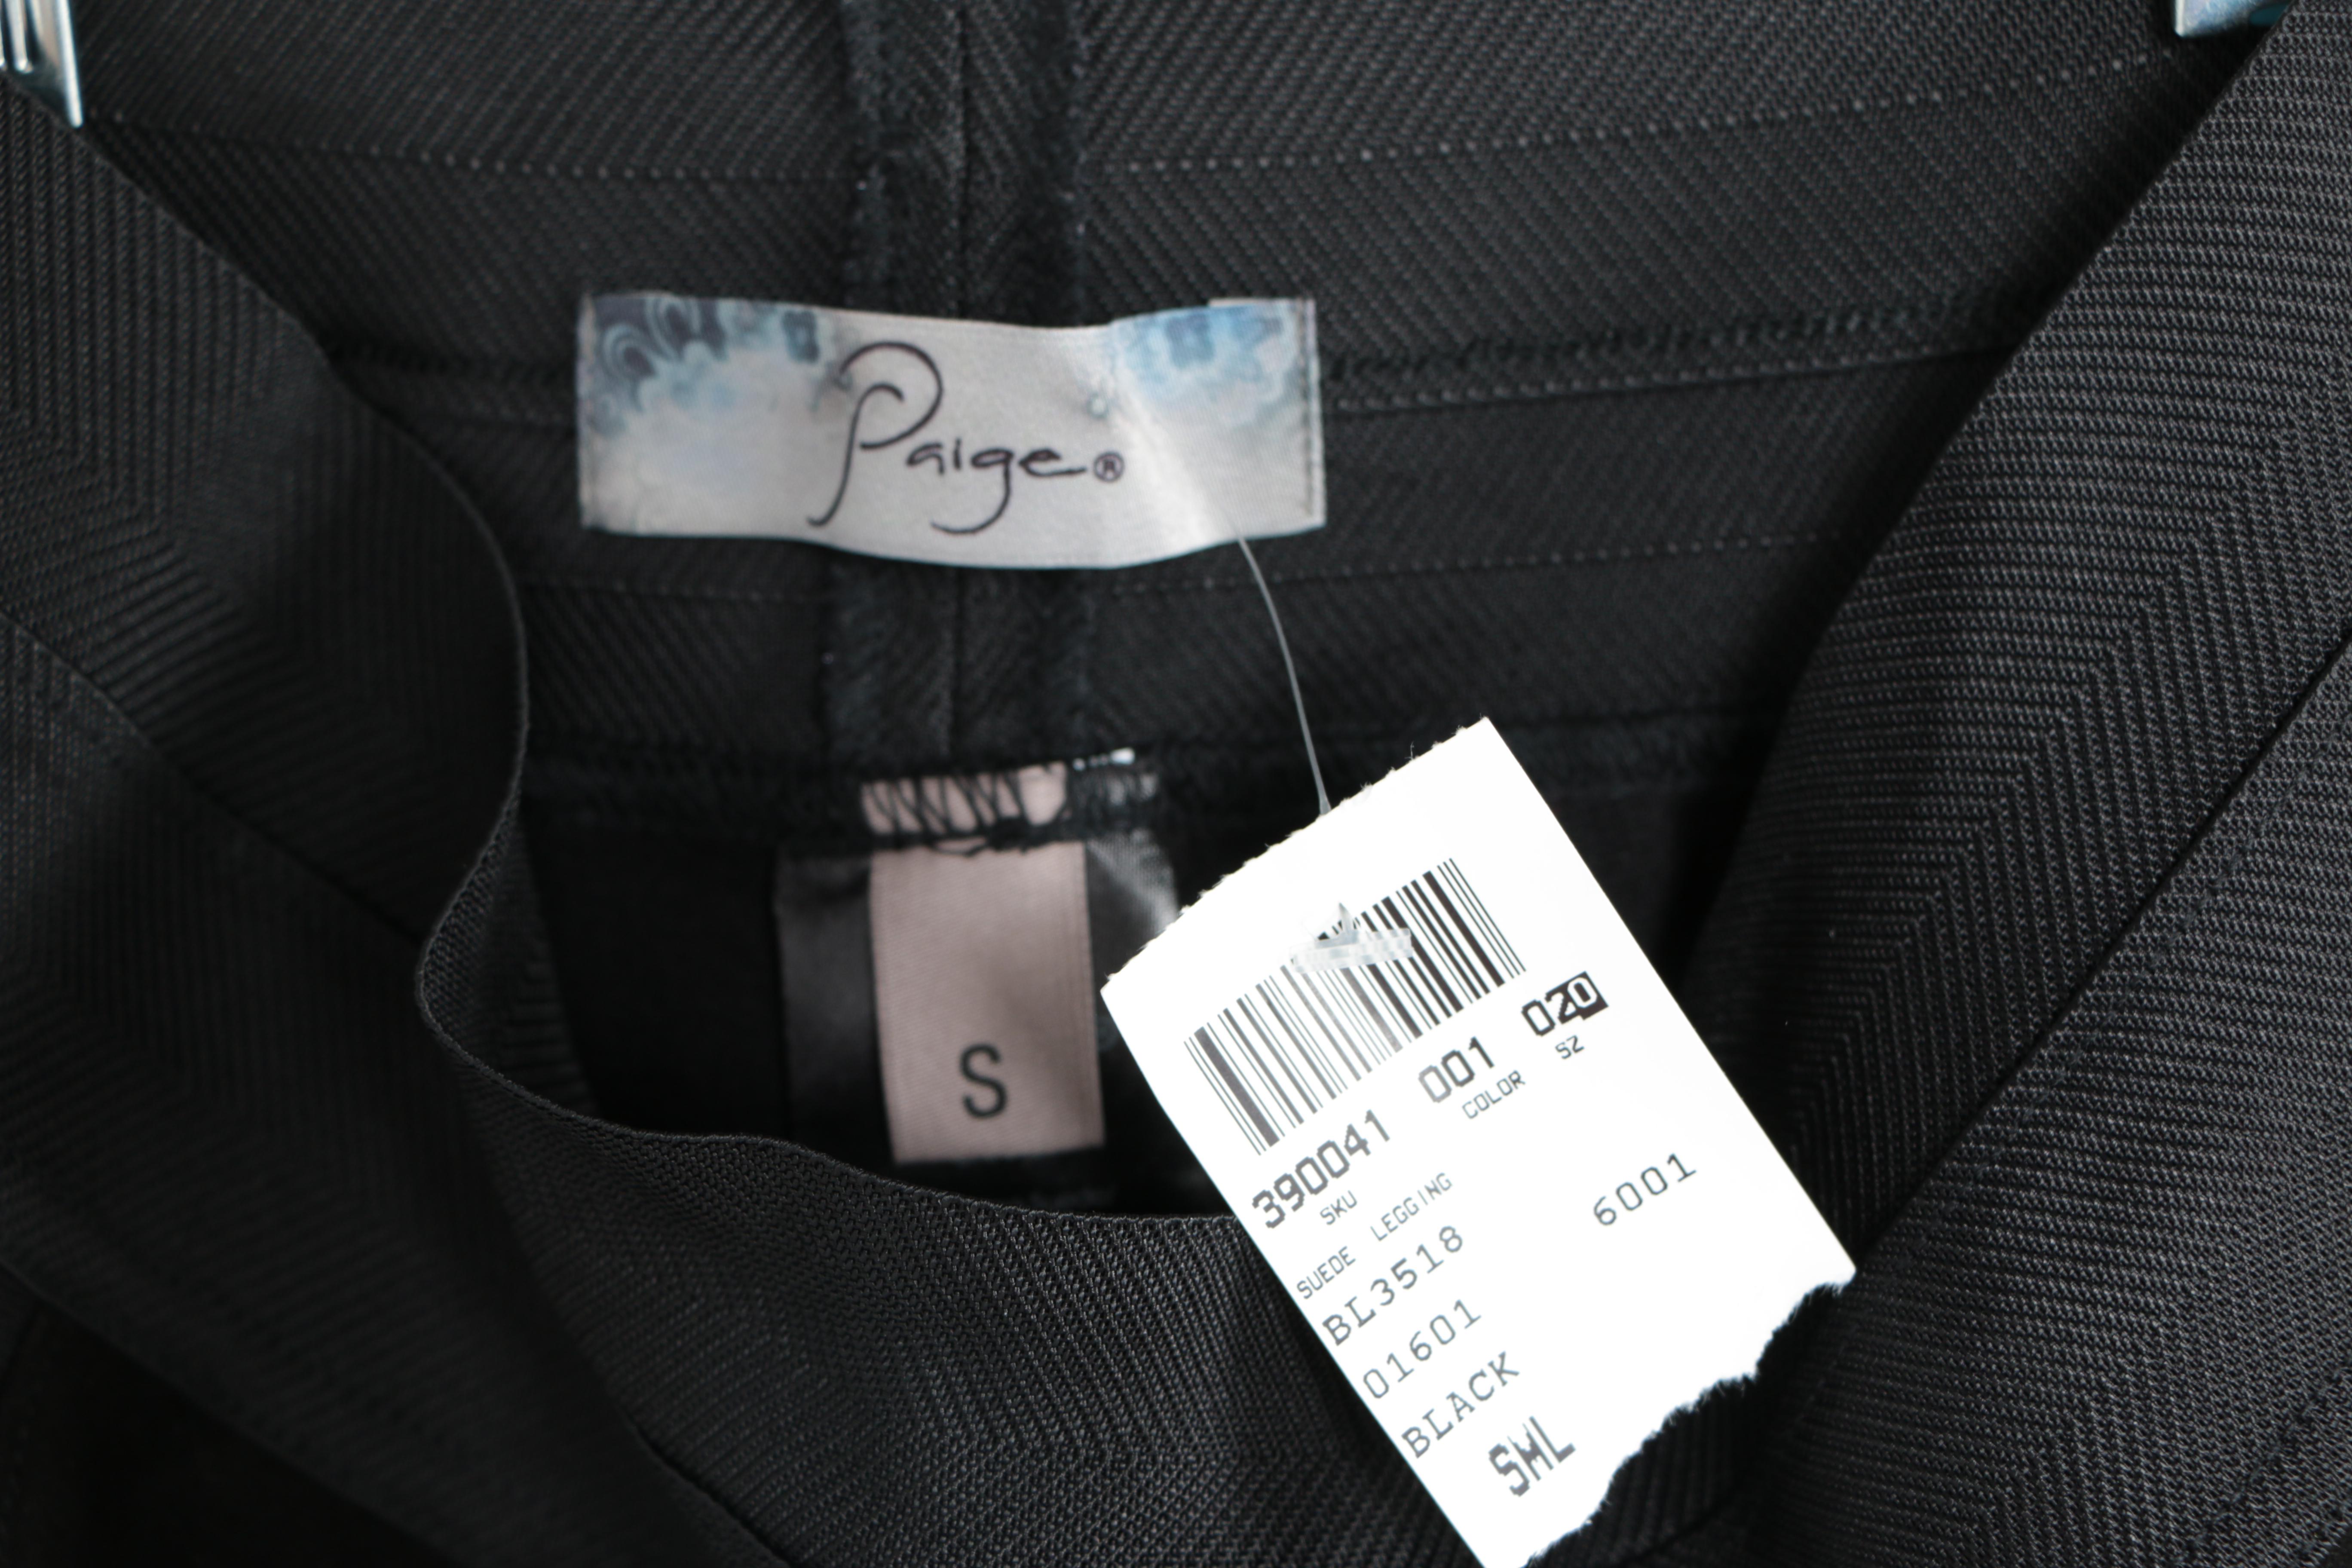 Paige®
S
390041 001 020
SKU COLOR SZ
SUEDE LEGGING
BL3518 6001
01601
BLACK
SML